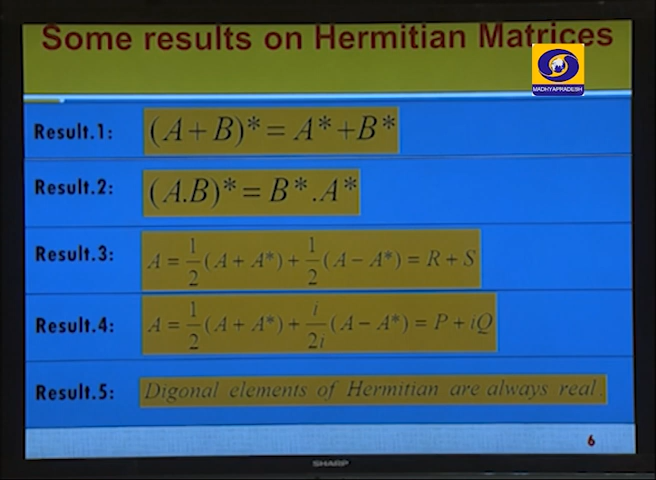 Some results on Hermitian Matrices
MADHYAPRADESH
Result.1: (A+B)* = A* +B*
Result.2: (A.B)* = B* .A*
Result.3: A = 1/2 (A + A*) + 1/2 (A − A*) = R + S
Result.4: A = 1/2 (A + A*) + i/2i (A − A*) = P + iQ
Result.5: Digonal elements of Hermitian are always real .
6
SHARP